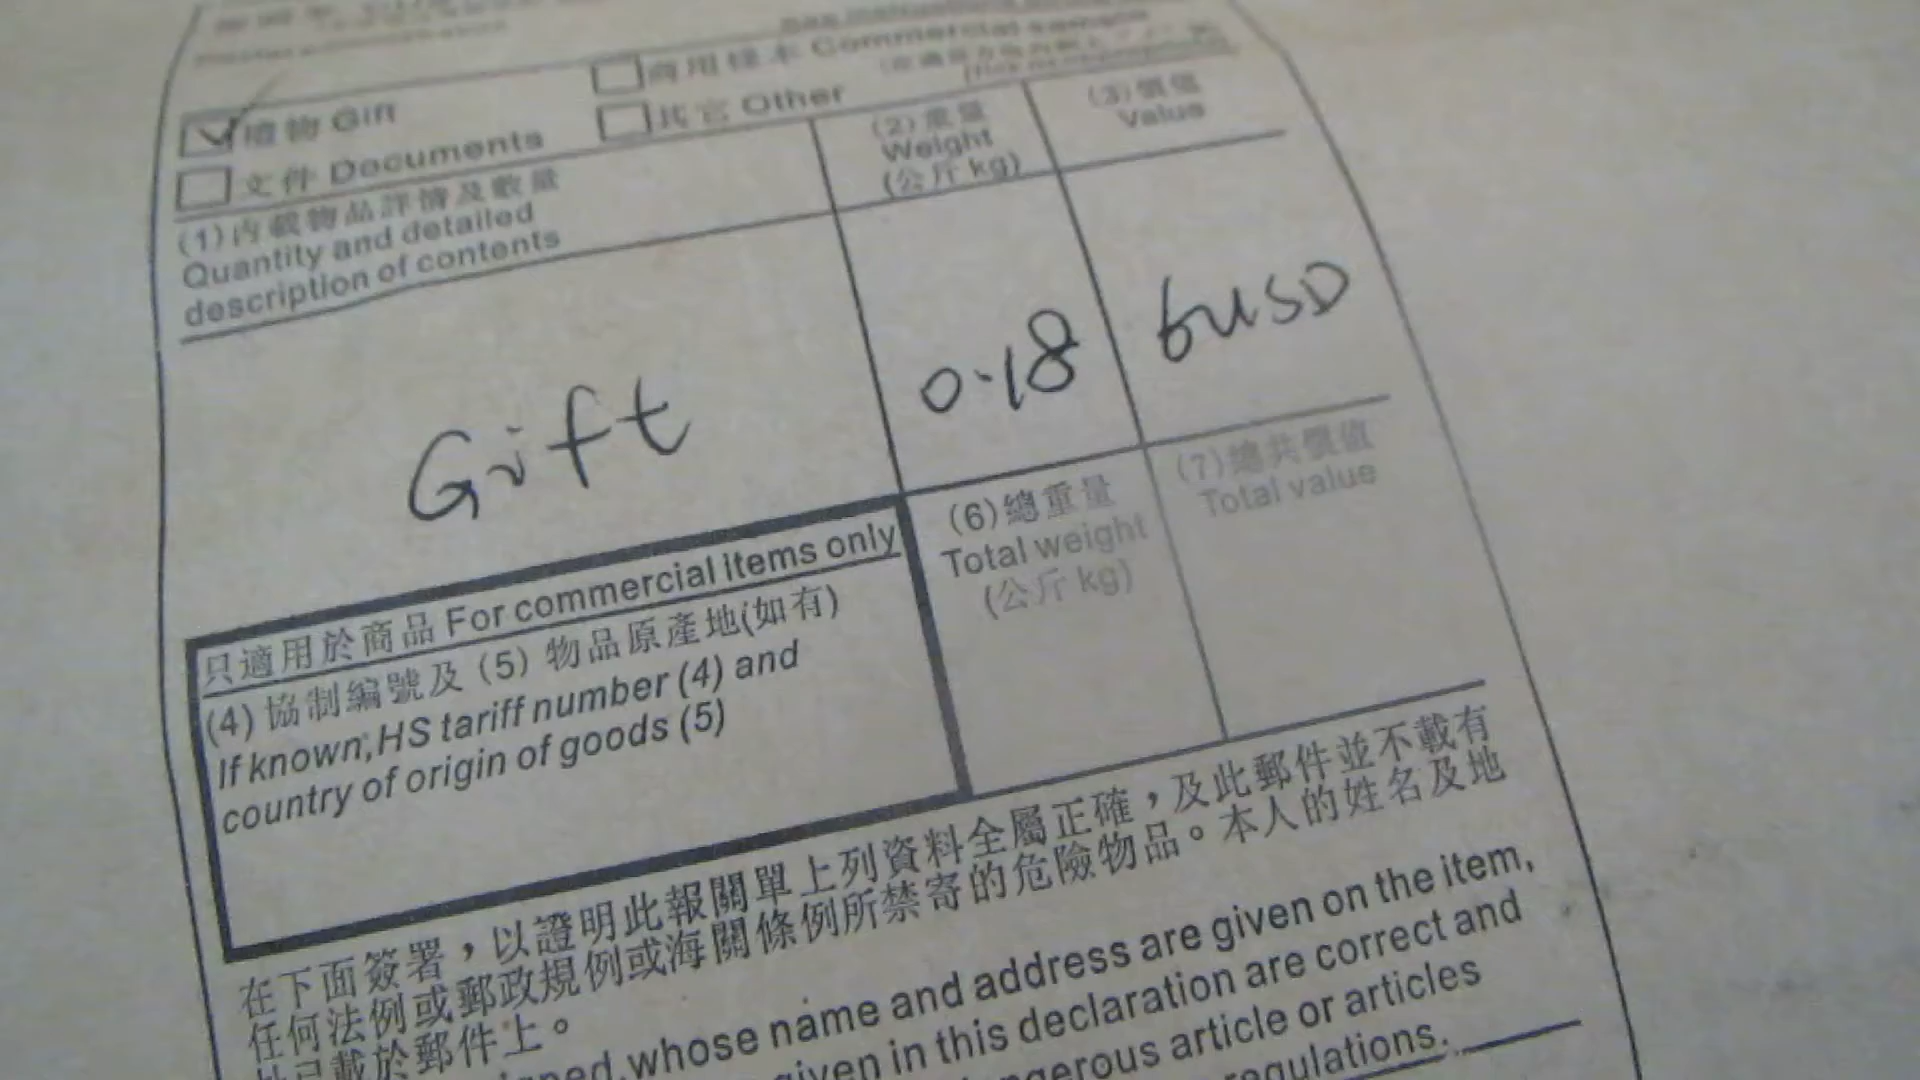 商用樣本 Commercial sample
禮物 Gift
其它 Other
文件 Documents
(1)內載物品詳情及數量
Quantity and detailed
description of contents
(2)重量
Weight
(公斤 kg)
(3)價值
Value
Gift
0.18
6USD
只適用於商品 For commercial items only
(4)協制編號及(5)物品原產地(如有)
If known, HS tariff number (4) and
country of origin of goods (5)
(6)總重量
Total weight
(公斤 kg)
(7)總共價值
Total value
在下面簽署，以證明此報關單上列資料全屬正確，及此郵件並不載有
任何法例或郵政規例或海關條例所禁寄的危險物品。本人的姓名及地
址已載於郵件上。
whose name and address are given on the item,
given in this declaration are correct and
dangerous article or articles
regulations.